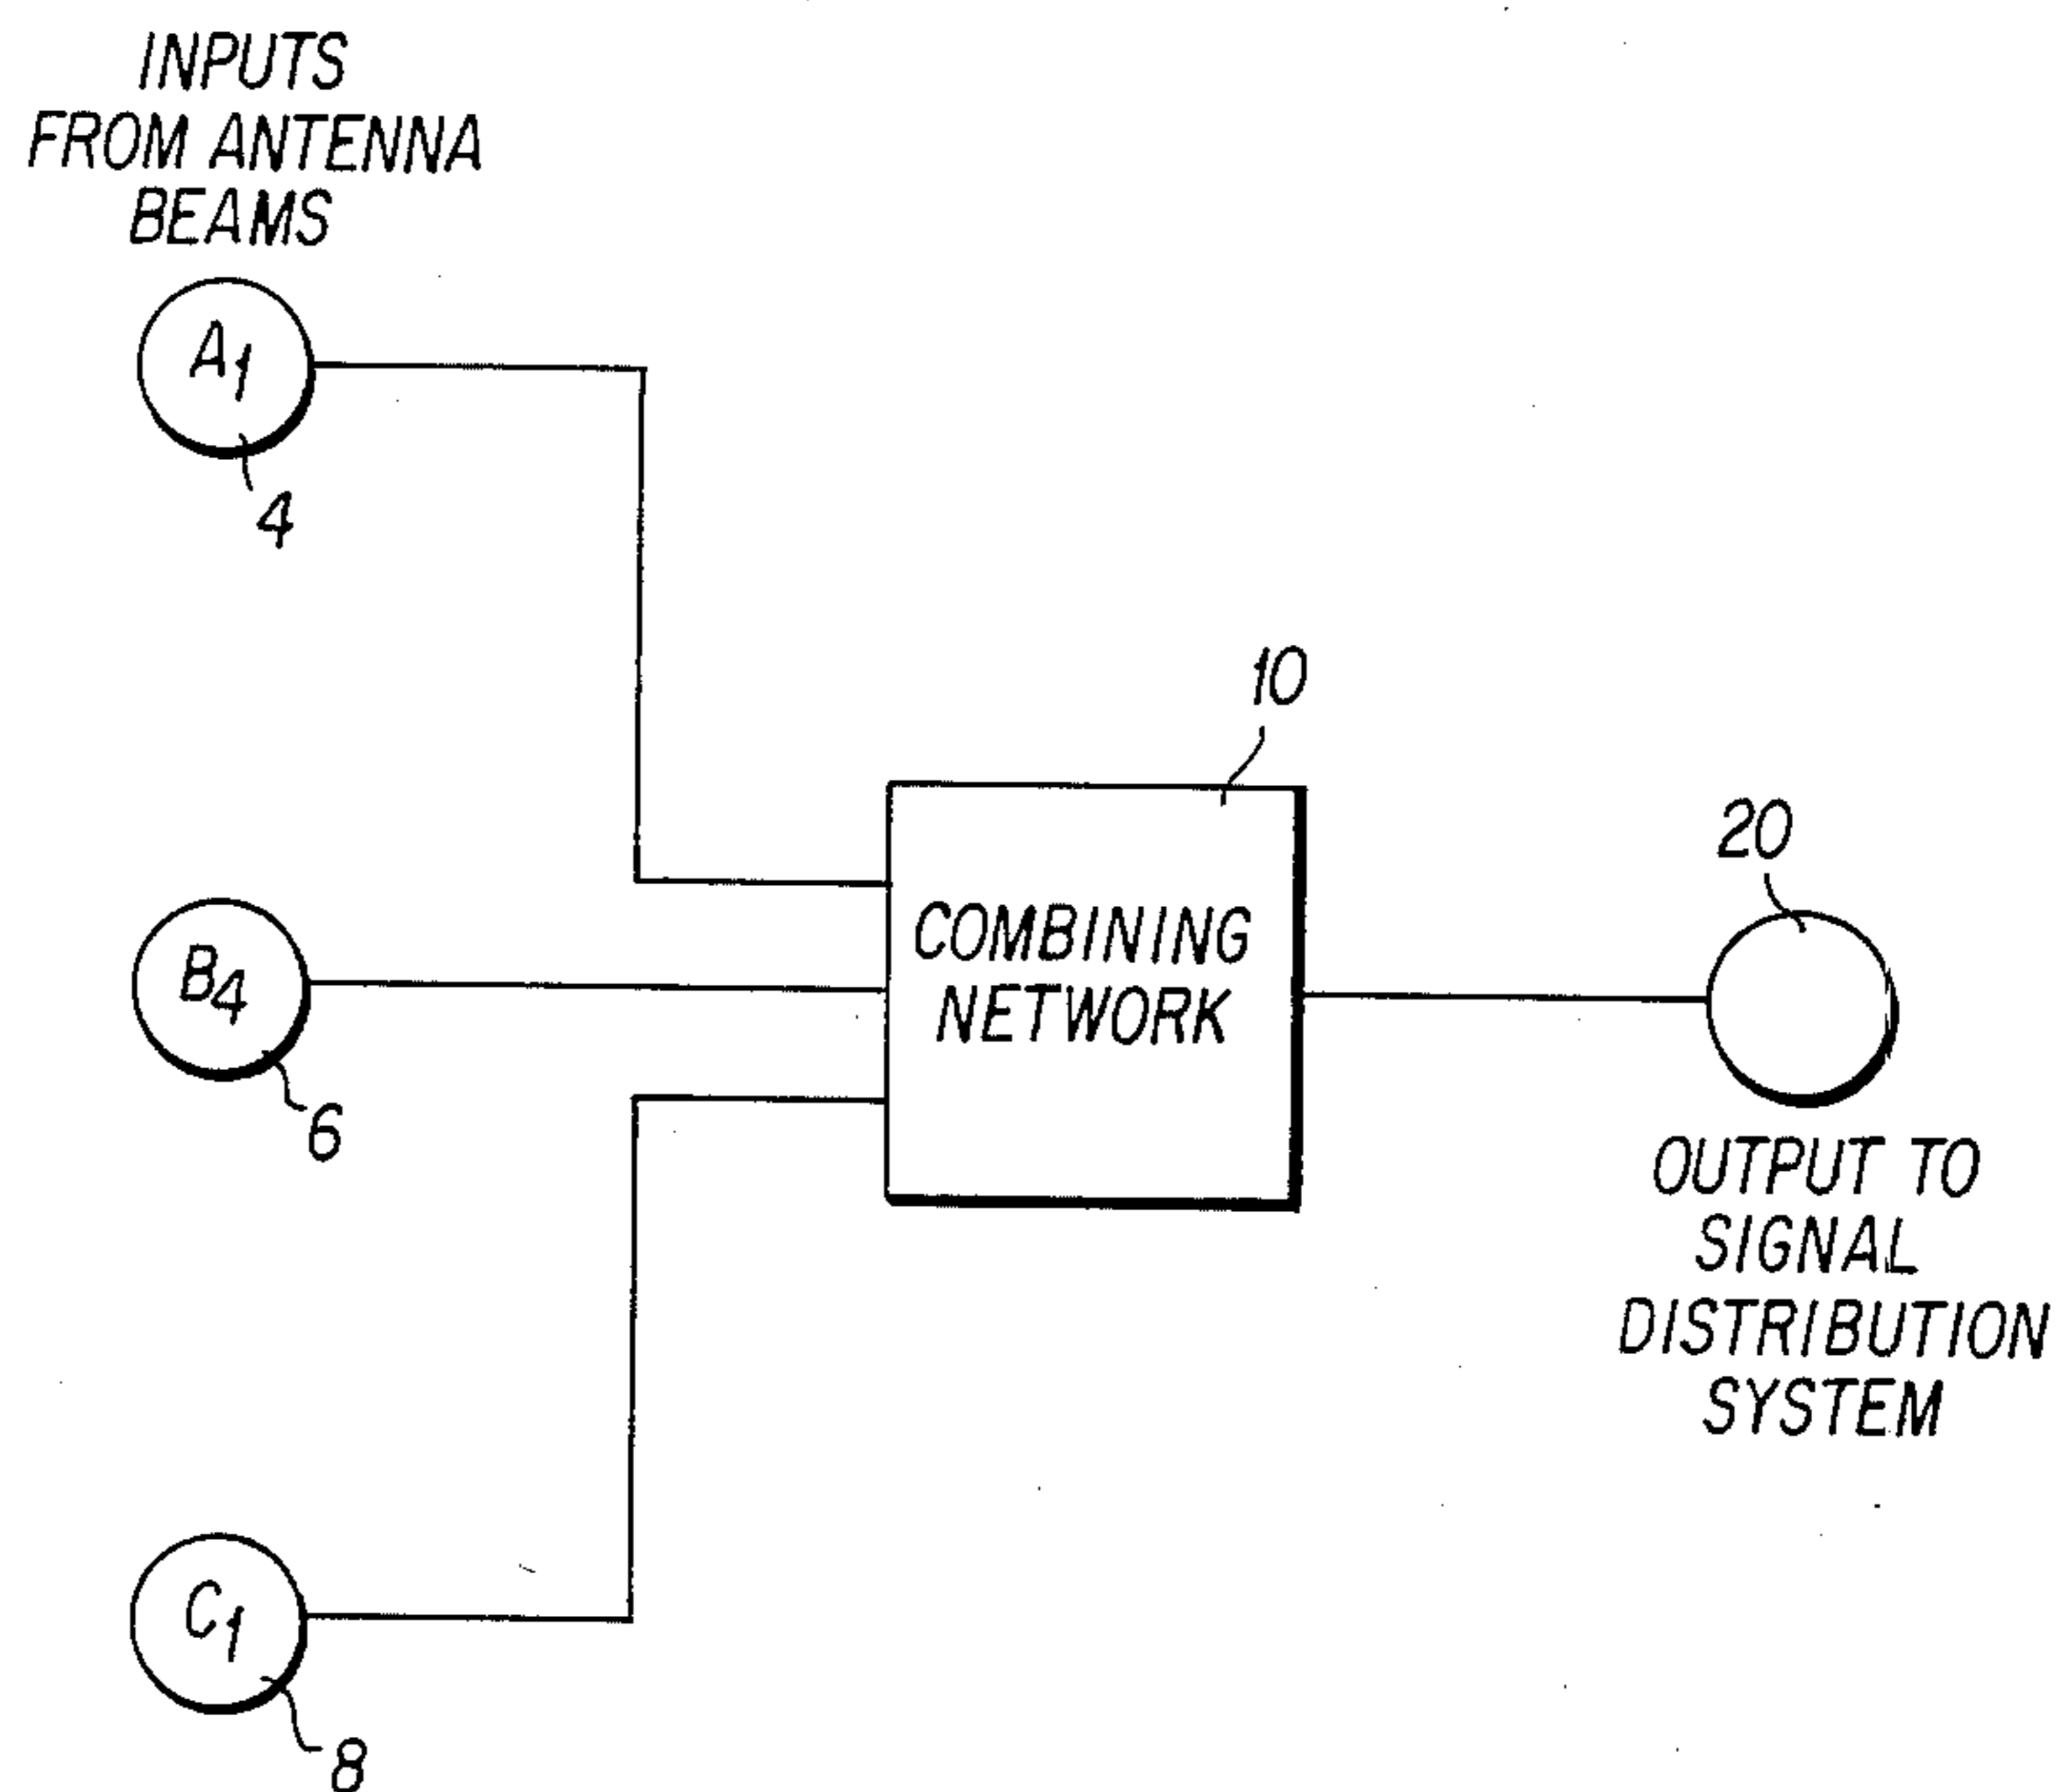 INPUTS
FROM ANTENNA
BEAMS
A1
4
10
20
COMBINING
NETWORK
B4
6
OUTPUT TO
SIGNAL
DISTRIBUTION
SYSTEM
C1
8